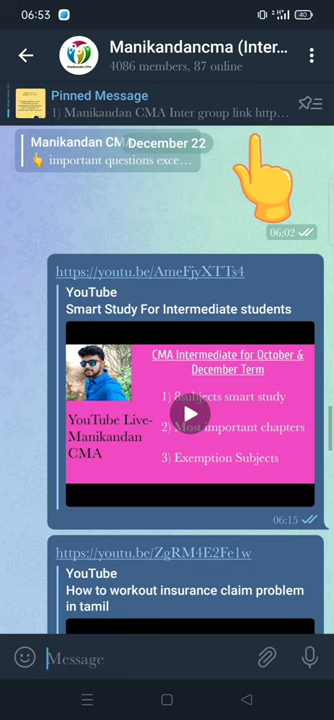 06:53
40
Manikandancma (Inter...
4086 members, 87 online
Pinned Message
1) Manikandan CMA Inter group link http...
Manikandan CM
December 22
important questions exce...
06:02
https://youtu.be/AmeFjyXTTs4
YouTube
Smart Study For Intermediate students
CMA Intermediate for October &
December Term
1) 8subjects smart study
YouTube Live-
Manikandan
CMA
2) Most important chapters
3) Exemption Subjects
06:15
https://youtu.be/ZgRM4E2Fe1w
YouTube
How to workout insurance claim problem
in tamil
Message